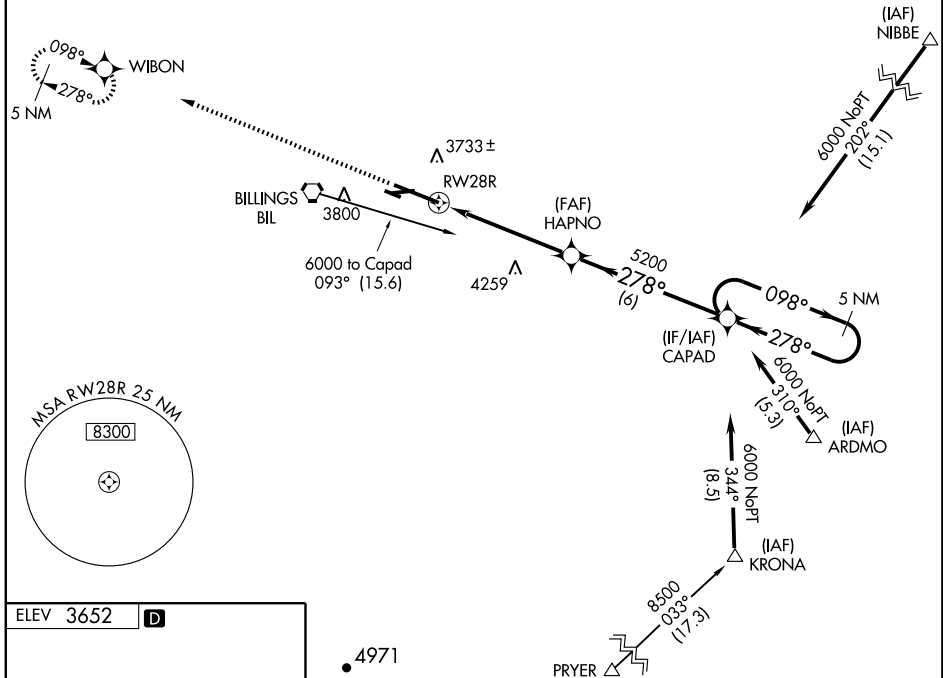 (IAF)
NIBBE
6000 NoPT
202°
(15.1)
098°
WIBON
278°
5 NM
3733 ±
RW28R
BILLINGS
BIL
3800
6000 to Capad
093° (15.6)
(FAF)
HAPNO
4259
5200
278°
(6)
098°
5 NM
278°
(IF/IAF)
CAPAD
6000 NoPT
310°
(5.3)
(IAF)
ARDMO
MSA RW28R 25 NM
8300
6000 NoPT
344°
(8.5)
(IAF)
KRONA
8500
033°
(17.3)
PRYER
ELEV 3652 D
4971